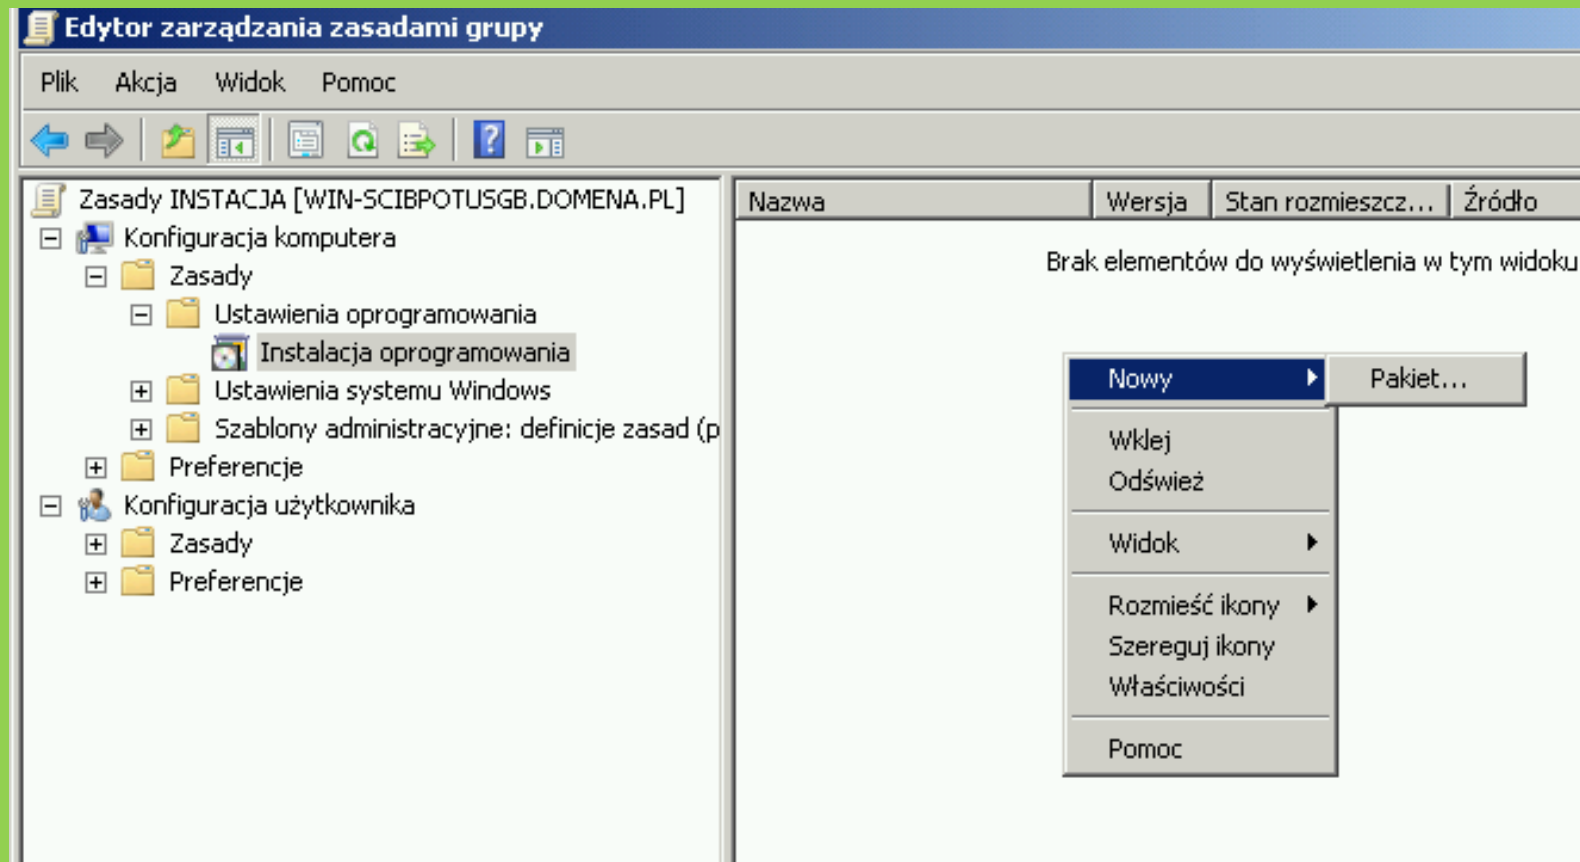 Edytor zarządzania zasadami grupy
Plik Akcja Widok Pomoc
Zasady INSTACJA [WIN-SCIBPOTUSGB.DOMENA.PL]
Konfiguracja komputera
Zasady
Ustawienia oprogramowania
Instalacja oprogramowania
Ustawienia systemu Windows
Szablony administracyjne: definicje zasad (p
Preferencje
Konfiguracja użytkownika
Zasady
Preferencje
Nazwa Wersja Stan rozmieszcz... Źródło
Brak elementów do wyświetlenia w tym widoku
Nowy
Pakiet...
Wklej
Odśwież
Widok
Rozmieść ikony
Szereguj ikony
Właściwości
Pomoc